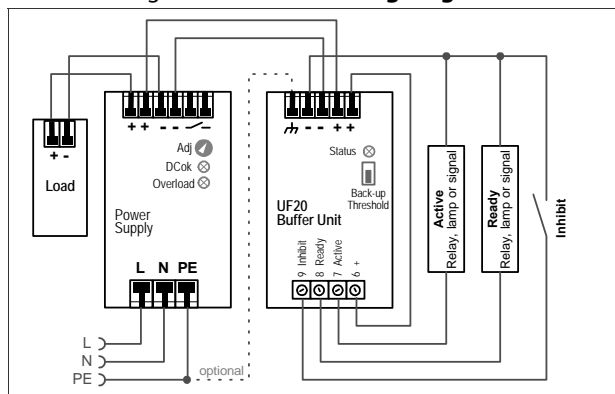 + + - -
Adj
DCok
Overload
Power
Supply
L N PE
+ -
Load
L
N
PE
optional
- - + +
Status
Back-up
Threshold
UF20
Buffer Unit
9 Inhibit
8 Ready
7 Active
6 +
Active
Relay, lamp or signal
Ready
Relay, lamp or signal
Inhibit